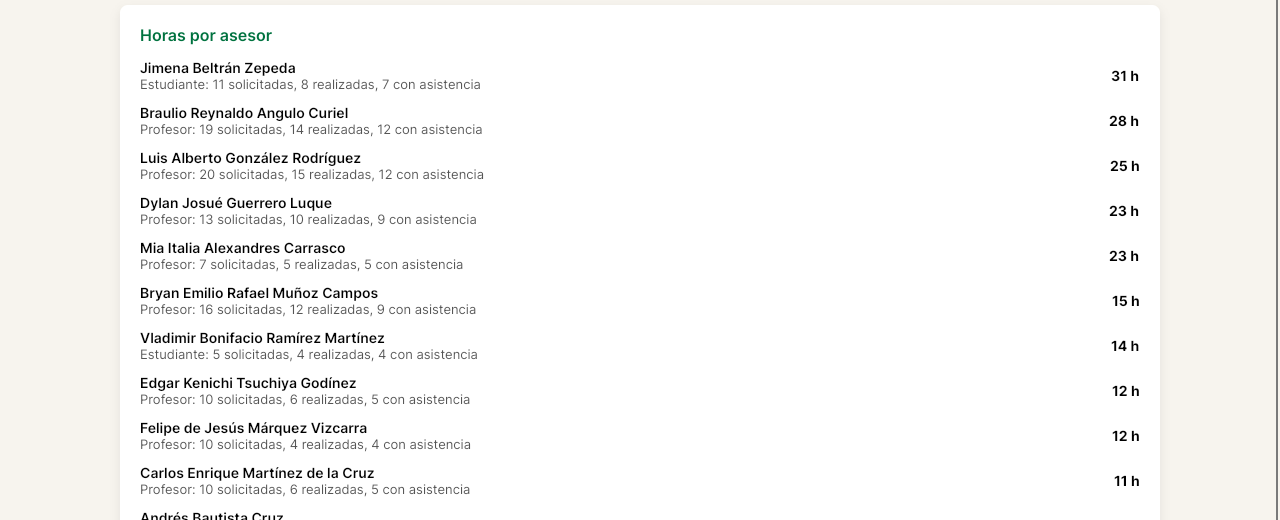 Horas por asesor
Jimena Beltrán Zepeda
Estudiante: 11 solicitadas, 8 realizadas, 7 con asistencia
31 h
Braulio Reynaldo Angulo Curiel
Profesor: 19 solicitadas, 14 realizadas, 12 con asistencia
28 h
Luis Alberto González Rodríguez
Profesor: 20 solicitadas, 15 realizadas, 12 con asistencia
25 h
Dylan Josué Guerrero Luque
Profesor: 13 solicitadas, 10 realizadas, 9 con asistencia
23 h
Mia Italia Alexandres Carrasco
Profesor: 7 solicitadas, 5 realizadas, 5 con asistencia
23 h
Bryan Emilio Rafael Muñoz Campos
Profesor: 16 solicitadas, 12 realizadas, 9 con asistencia
15 h
Vladimir Bonifacio Ramírez Martínez
Estudiante: 5 solicitadas, 4 realizadas, 4 con asistencia
14 h
Edgar Kenichi Tsuchiya Godínez
Profesor: 10 solicitadas, 6 realizadas, 5 con asistencia
12 h
Felipe de Jesús Márquez Vizcarra
Profesor: 10 solicitadas, 4 realizadas, 4 con asistencia
12 h
Carlos Enrique Martínez de la Cruz
Profesor: 10 solicitadas, 6 realizadas, 5 con asistencia
11 h
Andrés Bautista Cruz